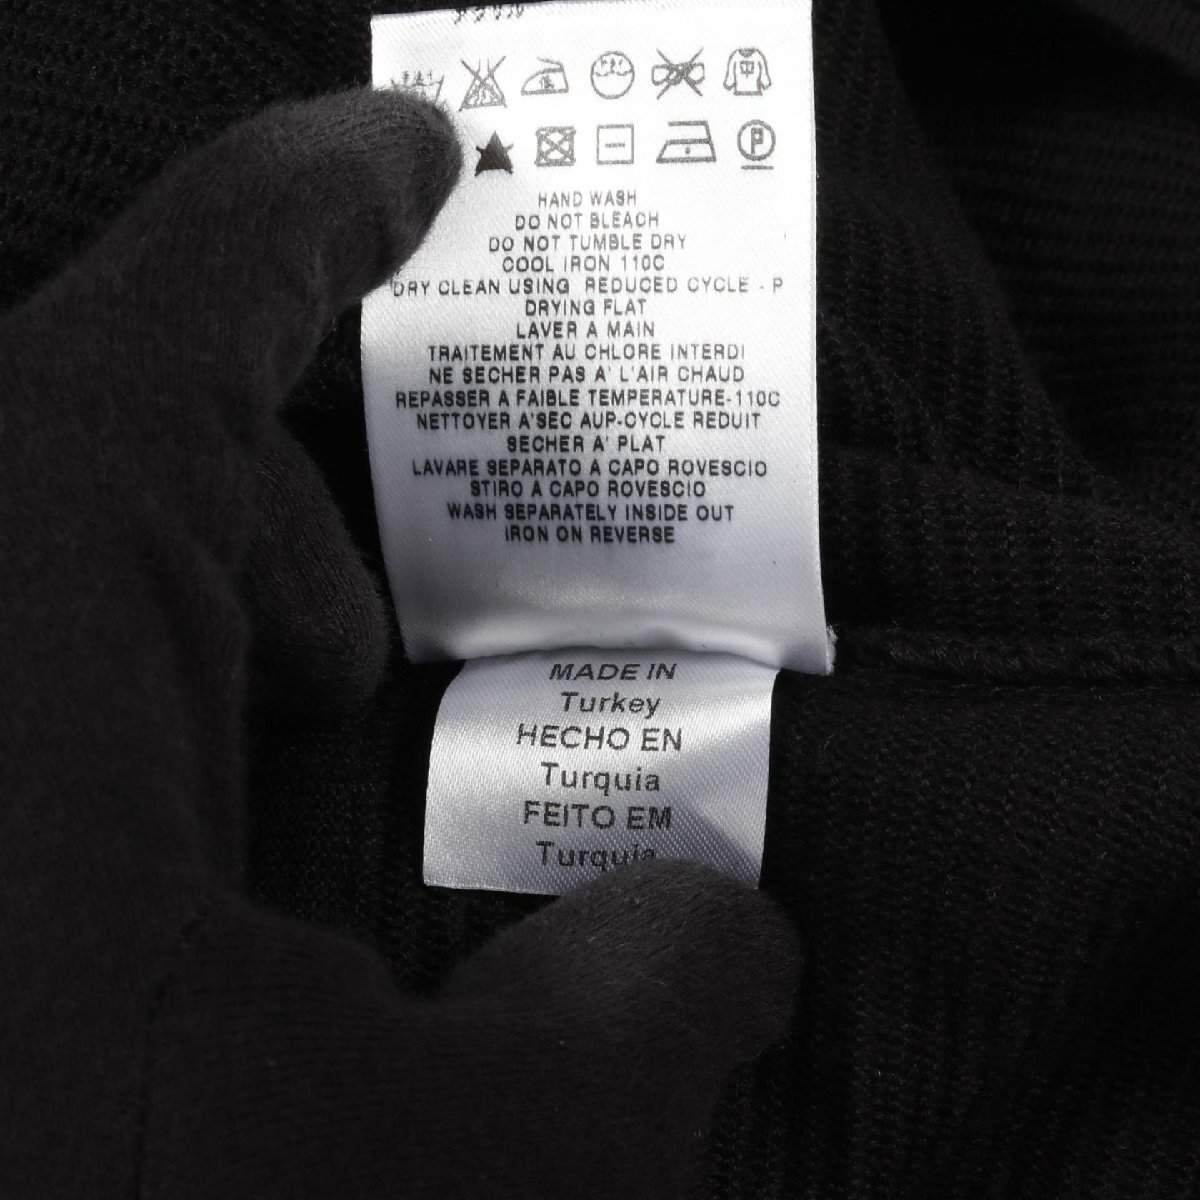 HAND WASH
DO NOT BLEACH
DO NOT TUMBLE DRY
COOL IRON 110C
DRY CLEAN USING REDUCED CYCLE - P
DRYING FLAT
LAVER A MAIN
TRAITEMENT AU CHLORE INTERDI
NE SECHER PAS A' L'AIR CHAUD
REPASSER A FAIBLE TEMPERATURE-110C
NETTOYER A'SEC AUP-CYCLE REDUIT
SECHER A' PLAT
LAVARE SEPARATO A CAPO ROVESCIO
STIRO A CAPO ROVESCIO
WASH SEPARATELY INSIDE OUT
IRON ON REVERSE
MADE IN
Turkey
HECHO EN
Turquia
FEITO EM
Turquia